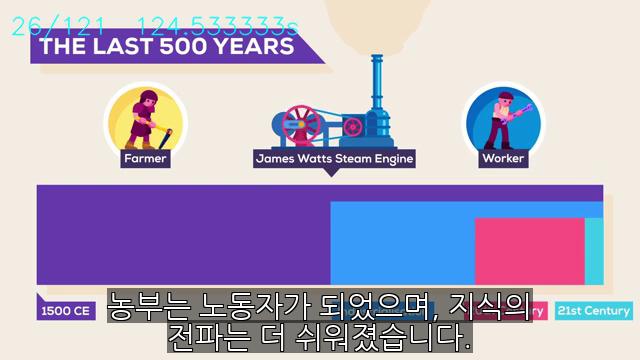 26/121 124.533333s
THE LAST 500 YEARS
Farmer
James Watts Steam Engine
Worker
1500 CE
21st Century
농부는 노동자가 되었으며, 지식의
전파는 더 쉬워졌습니다.